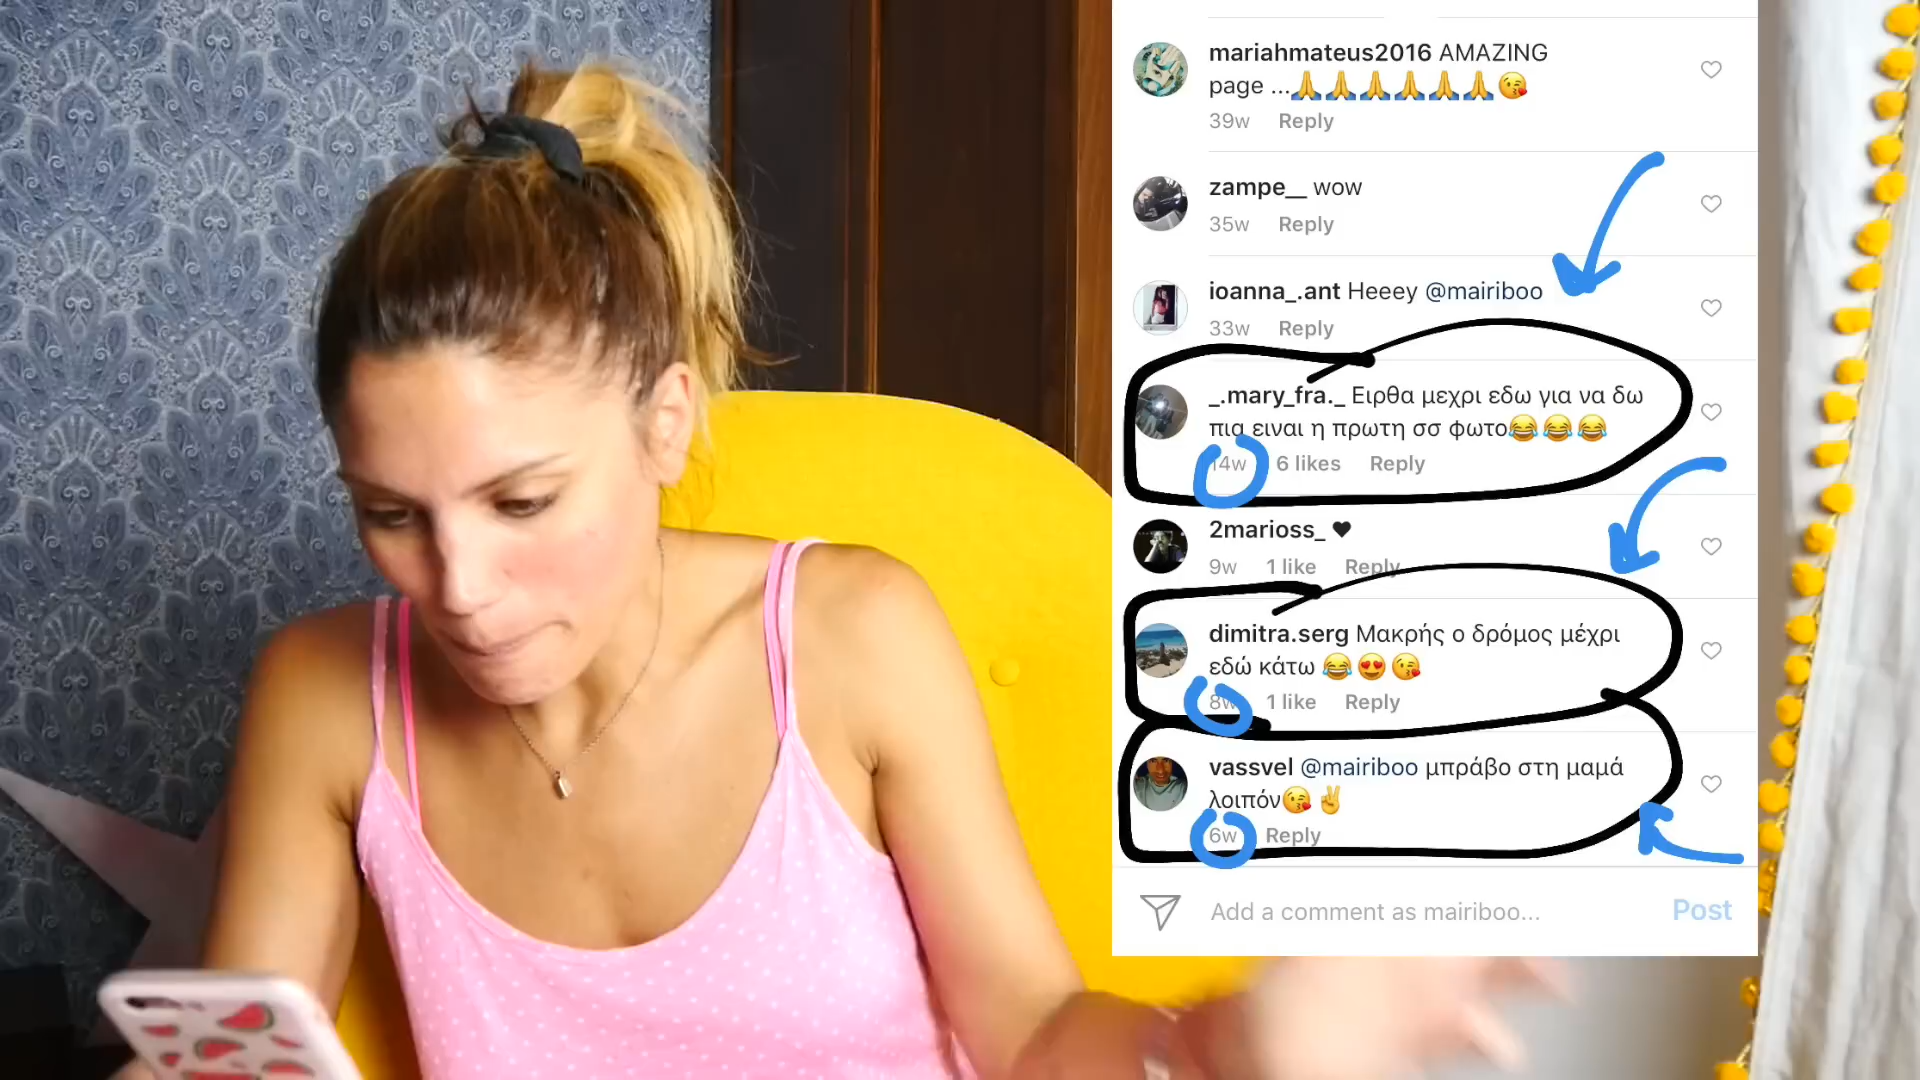 mariahmateus2016 AMAZING
page ...🙏🙏🙏🙏🙏🙏😘
39w Reply
zampe__ wow
35w Reply
ioanna_.ant Heeey @mairiboo
33w Reply
_.mary_fra._ Ειρθα μεχρι εδω για να δω
πια ειναι η πρωτη σσ φωτο😂😂😂
14w 6 likes Reply
2marioss_ ♥
9w 1 like Reply
dimitra.serg Μακρής ο δρόμος μέχρι
εδώ κάτω 😂😍😘
8w 1 like Reply
vassvel @mairiboo μπράβο στη μαμά
λοιπόν😘✌
6w Reply
Add a comment as mairiboo... Post